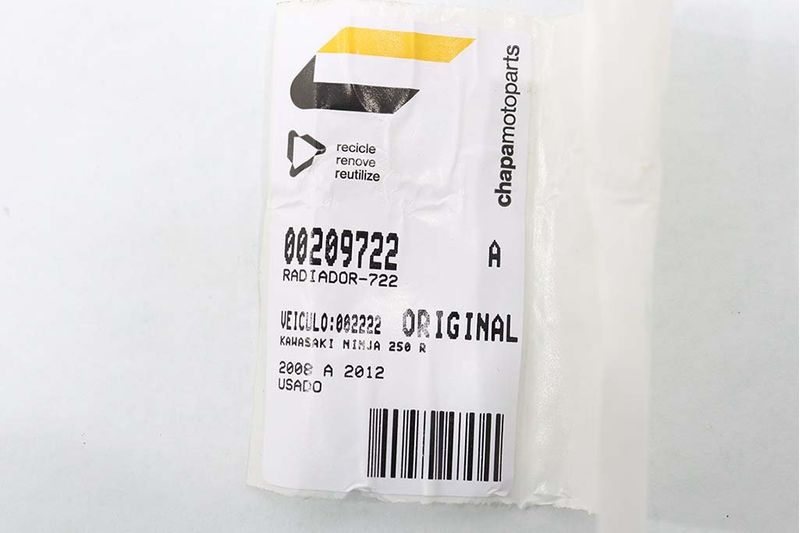 chapamotoparts
recicle
renove
reutilize
00209722 A
RADIADOR-722
VEICULO:002222 ORIGINAL
KAWASAKI NINJA 250 R
2008 A 2012
USADO